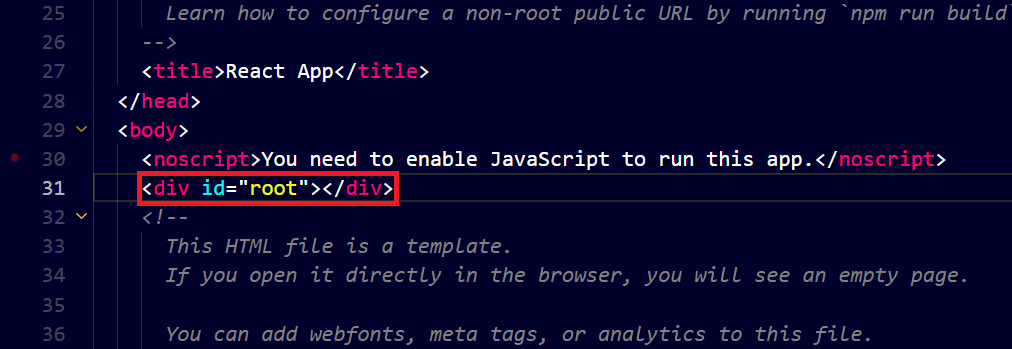 25 Learn how to configure a non-root public URL by running `npm run build`
26 -->
27 <title>React App</title>
28 </head>
29 <body>
30 <noscript>You need to enable JavaScript to run this app.</noscript>
31 <div id="root"></div>
32 <!--
33 This HTML file is a template.
34 If you open it directly in the browser, you will see an empty page.
35
36 You can add webfonts, meta tags, or analytics to this file.